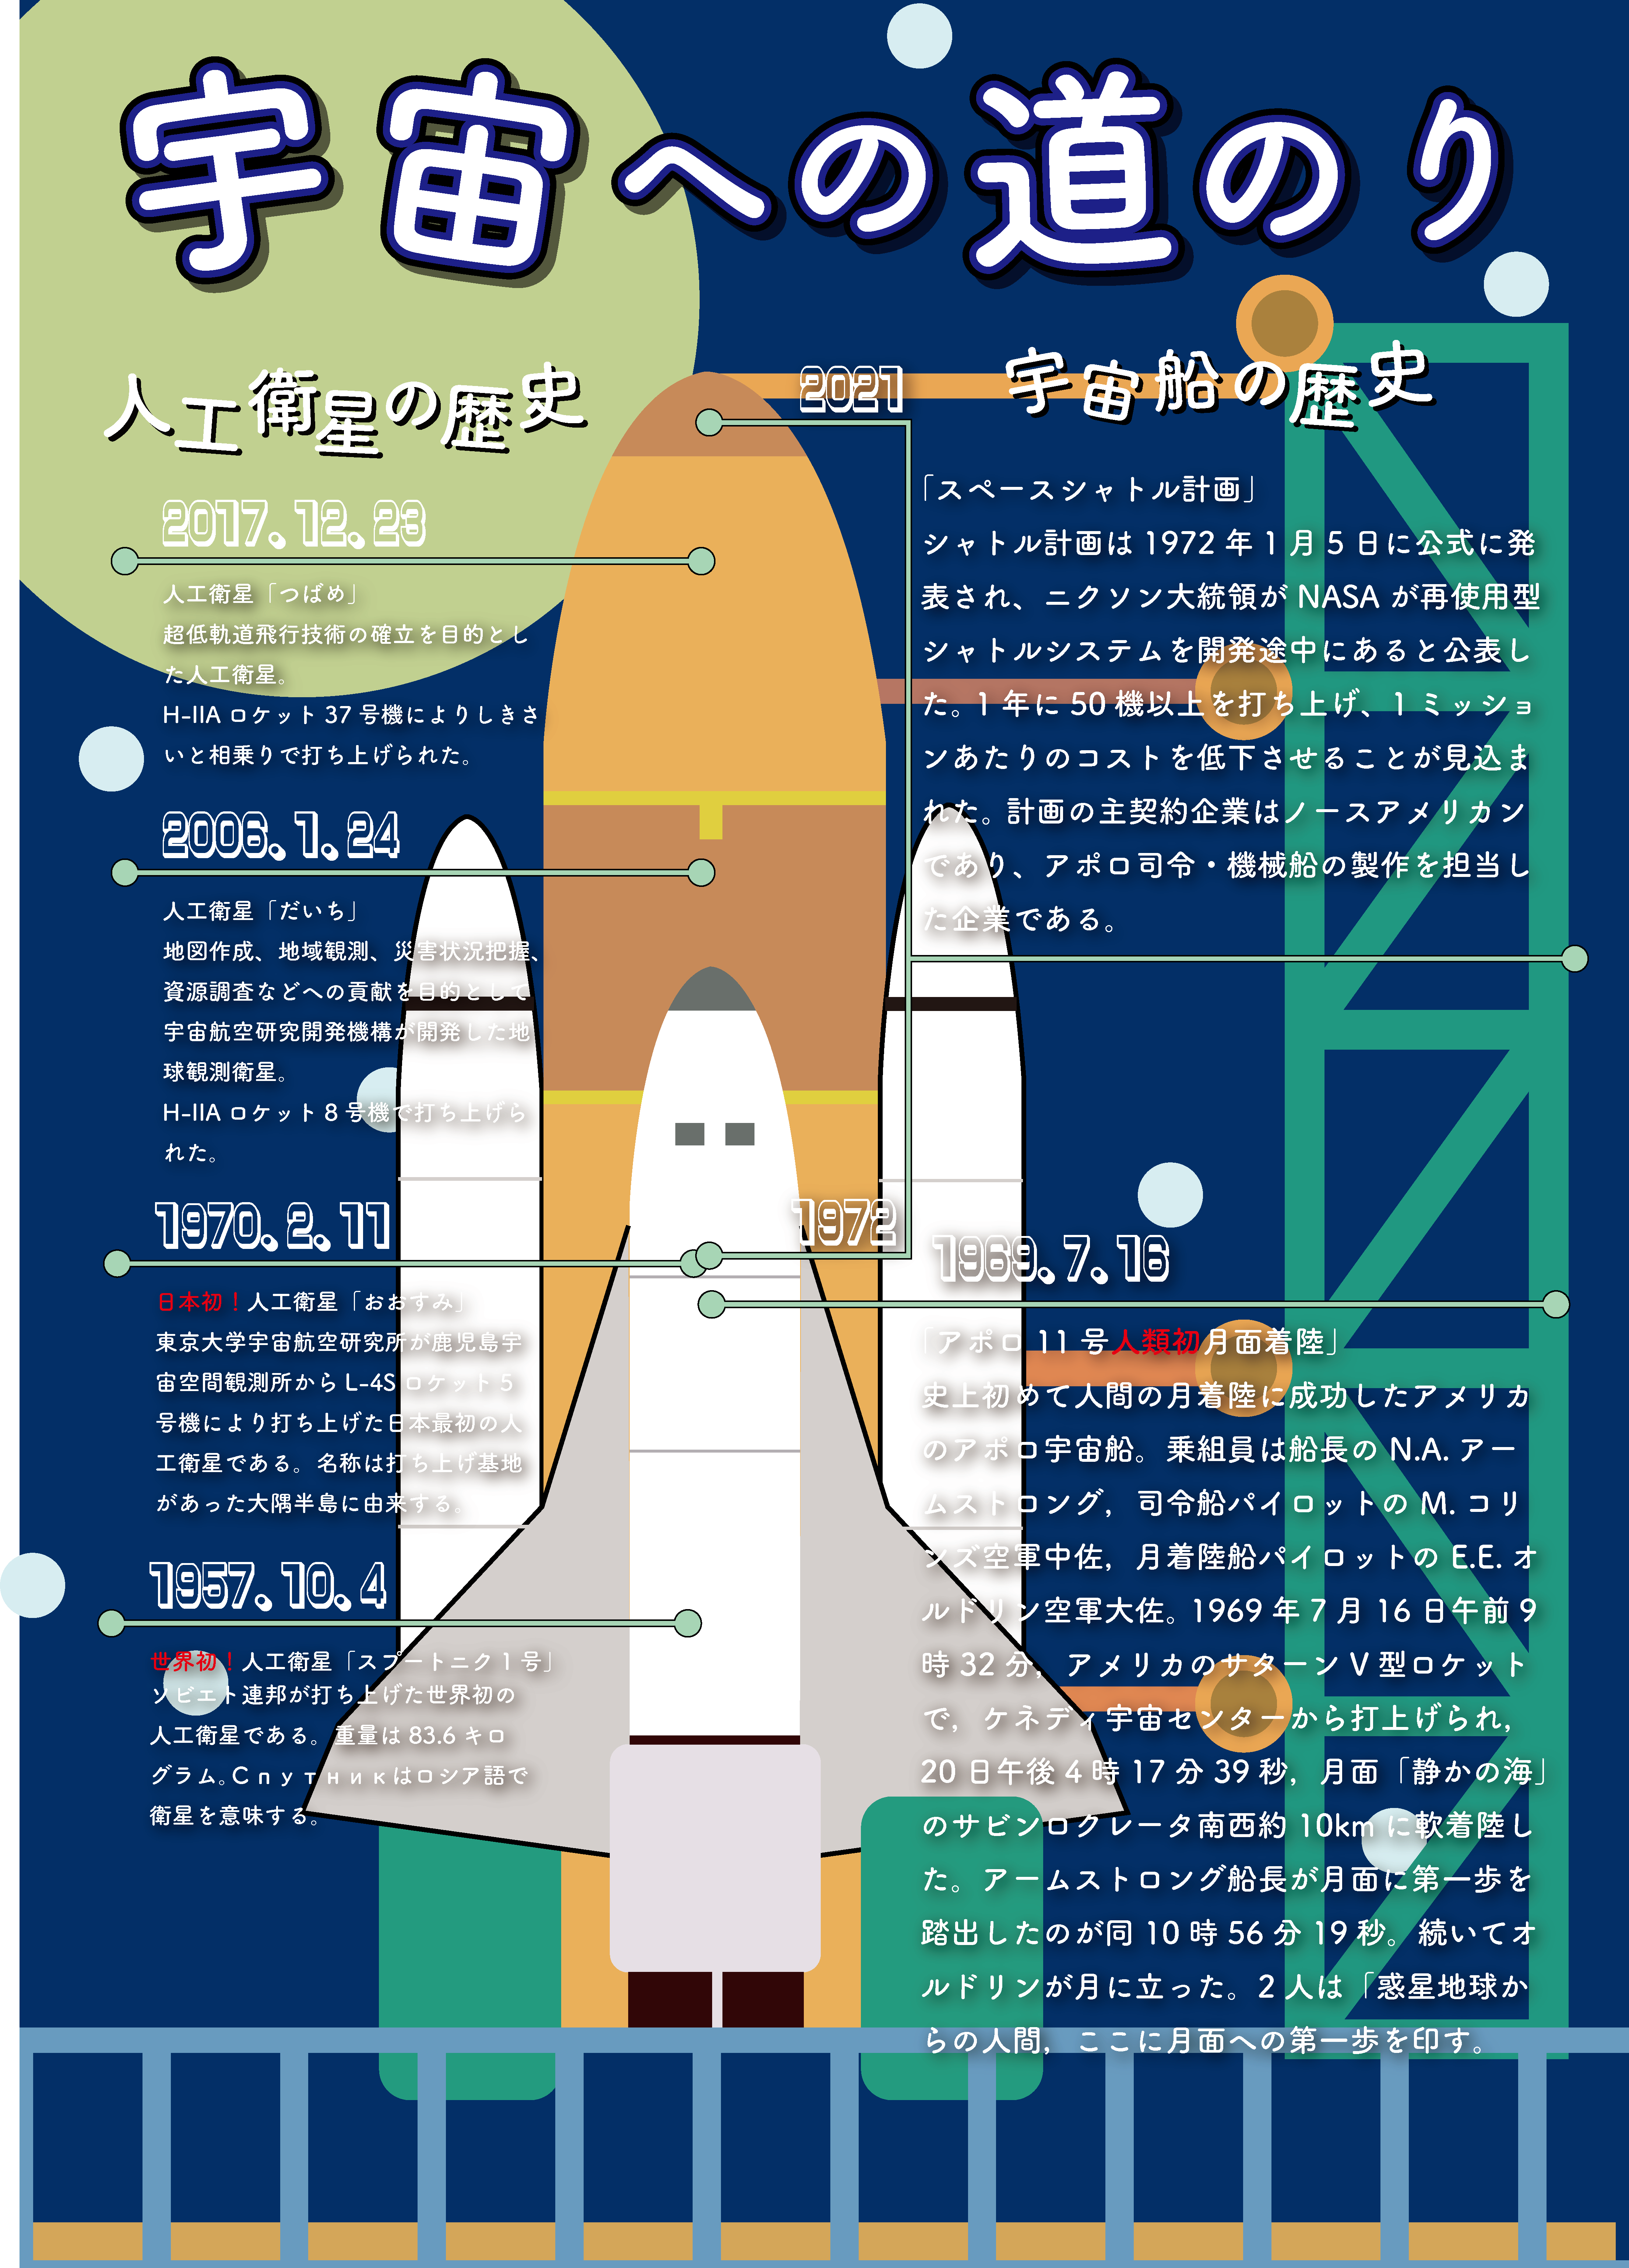 宇宙への道のり
人工衛星の歴史
2017.12.23
人工衛星「つばめ」
超低軌道飛行技術の確立を目的とし
た人工衛星。
H-IIA ロケット 37 号機によりしきさ
いと相乗りで打ち上げられた。
2006.1.24
人工衛星「だいち」
地図作成、地域観測、災害状況把握、
資源調査などへの貢献を目的として
宇宙航空研究開発機構が開発した地
球観測衛星。
H-IIA ロケット 8 号機で打ち上げら
れた。
1970.2.11
日本初！人工衛星「おおすみ」
東京大学宇宙航空研究所が鹿児島宇
宙空間観測所から L-4S ロケット 5
号機により打ち上げた日本最初の人
工衛星である。名称は打ち上げ基地
があった大隅半島に由来する。
1957.10.4
世界初！人工衛星「スプートニク 1 号」
ソビエト連邦が打ち上げた世界初の
人工衛星である。重量は 83.6 キロ
グラム。Спутникはロシア語で
衛星を意味する。
宇宙船の歴史
2021
「スペースシャトル計画」
シャトル計画は 1972 年 1 月 5 日に公式に発
表され、ニクソン大統領が NASA が再使用型
シャトルシステムを開発途中にあると公表し
た。1 年に 50 機以上を打ち上げ、1 ミッショ
ンあたりのコストを低下させることが見込ま
れた。計画の主契約企業はノースアメリカン
であり、アポロ司令・機械船の製作を担当し
た企業である。
1972
1969.7.16
「アポロ 11 号人類初月面着陸」
史上初めて人間の月着陸に成功したアメリカ
のアポロ宇宙船。乗組員は船長の N.A. アー
ムストロング，司令船パイロットの M. コリ
ンズ空軍中佐，月着陸船パイロットの E.E. オ
ルドリン空軍大佐。1969 年 7 月 16 日午前 9
時 32 分，アメリカのサターン V 型ロケット
で，ケネディ宇宙センターから打上げられ，
20 日午後 4 時 17 分 39 秒，月面「静かの海」
のサビンロクレータ南西約 10km に軟着陸し
た。アームストロング船長が月面に第一歩を
踏出したのが同 10 時 56 分 19 秒。続いてオ
ルドリンが月に立った。2 人は「惑星地球か
らの人間，ここに月面への第一歩を印す。